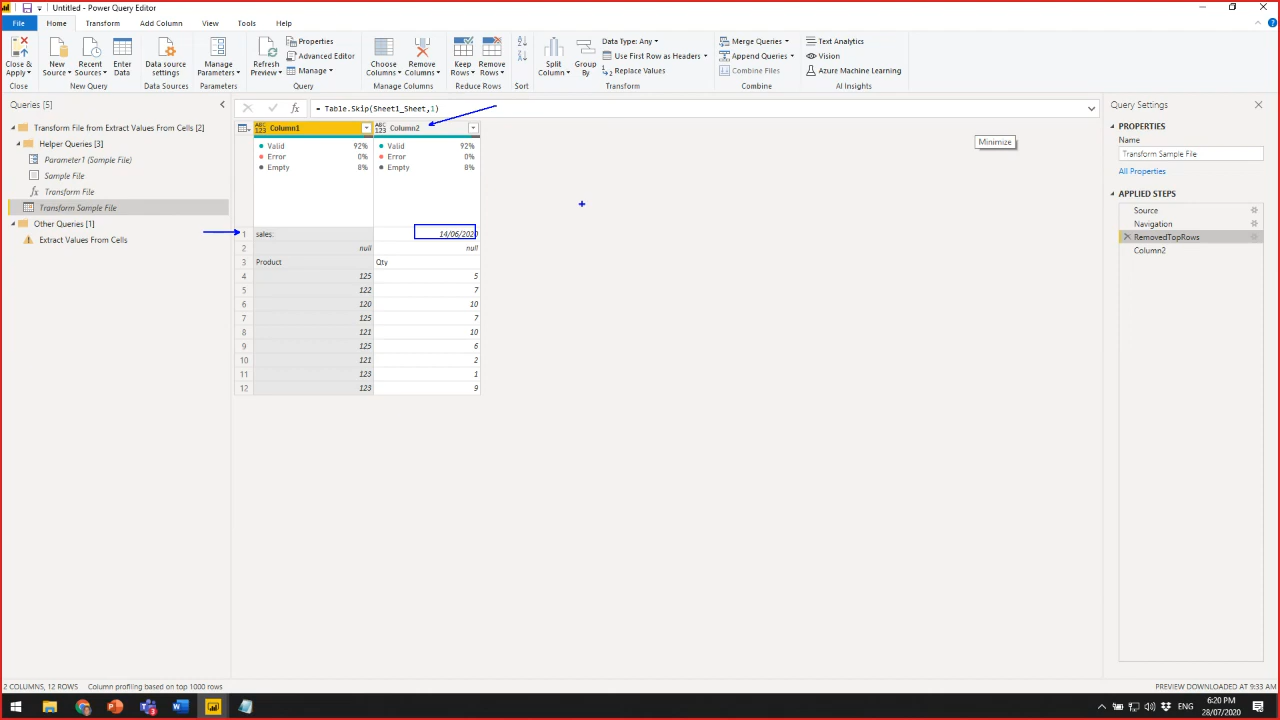 Untitled - Power Query Editor
File Home Transform Add Column View Tools Help
Close & Apply
New Source Recent Sources Enter Data
Data source settings
Manage Parameters
Refresh Preview
Properties
Advanced Editor
Manage
Choose Columns Remove Columns
Keep Rows Remove Rows
Split Column Group By
Data Type: Any
Use First Row as Headers
Replace Values
Merge Queries
Append Queries
Combine Files
Text Analytics
Vision
Azure Machine Learning
Close New Query Data Sources Parameters Query Manage Columns Reduce Rows Sort Transform Combine AI Insights
Queries [5]
Transform File from Extract Values From Cells [2]
Helper Queries [3]
Parameter1 (Sample File)
Sample File
fx Transform File
Transform Sample File
Other Queries [1]
Extract Values From Cells
fx = Table.Skip(Sheet1_Sheet,1)
ABC 123 Column1 ABC 123 Column2
Valid 92% Valid 92%
Error 0% Error 0%
Empty 8% Empty 8%
1 sales: 14/06/2020
2 null null
3 Product Qty
4 125 5
5 122 7
6 120 10
7 125 7
8 121 10
9 125 6
10 121 2
11 123 1
12 123 9
Minimize
Query Settings
PROPERTIES
Name
Transform Sample File
All Properties
APPLIED STEPS
Source
Navigation
RemovedTopRows
Column2
2 COLUMNS, 12 ROWS Column profiling based on top 1000 rows
PREVIEW DOWNLOADED AT 9:33 AM
ENG
6:20 PM
28/07/2020